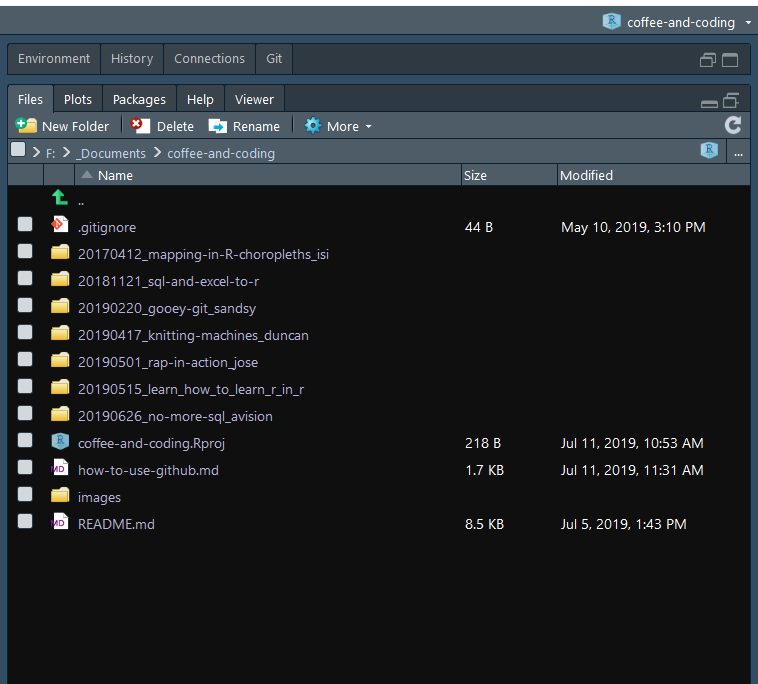 coffee-and-coding
Environment History Connections Git
Files Plots Packages Help Viewer
New Folder Delete Rename More
F: _Documents coffee-and-coding R ...
Name Size Modified
..
.gitignore 44 B May 10, 2019, 3:10 PM
20170412_mapping-in-R-choropleths_isi
20181121_sql-and-excel-to-r
20190220_gooey-git_sandsy
20190417_knitting-machines_duncan
20190501_rap-in-action_jose
20190515_learn_how_to_learn_r_in_r
20190626_no-more-sql_avision
R coffee-and-coding.Rproj 218 B Jul 11, 2019, 10:53 AM
MD how-to-use-github.md 1.7 KB Jul 11, 2019, 11:31 AM
images
MD README.md 8.5 KB Jul 5, 2019, 1:43 PM